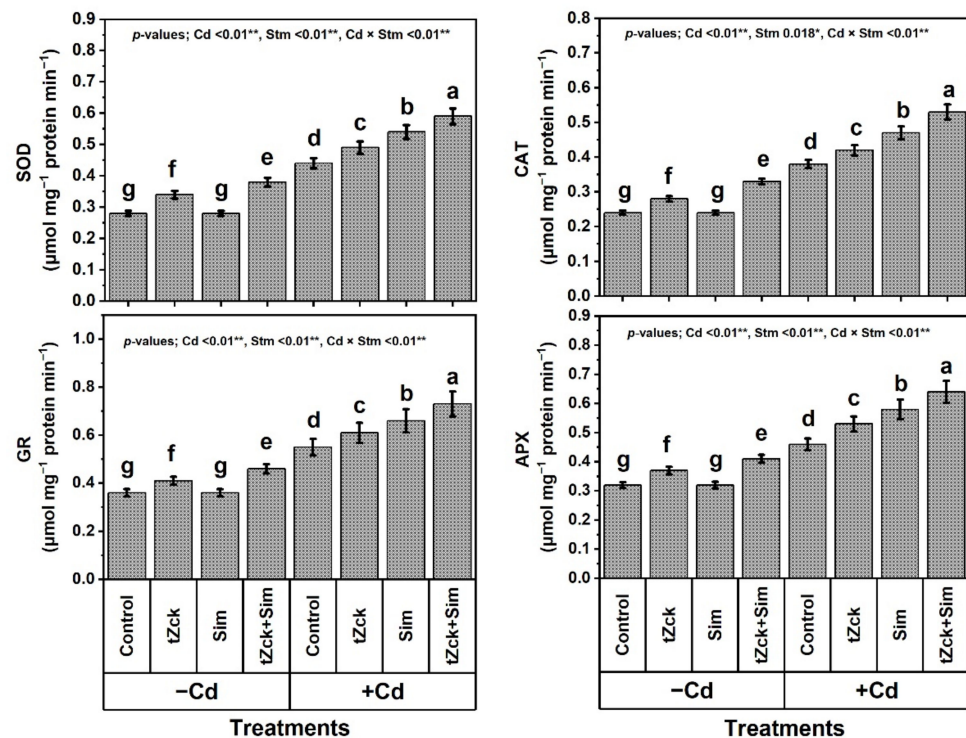 p-values; Cd <0.01**, Stm <0.01**, Cd × Stm <0.01**
SOD
(µmol mg⁻¹ protein min⁻¹)
0.9
0.8
0.7
0.6
0.5
0.4
0.3
0.2
0.1
0.0
g
f
g
e
d
c
b
a
p-values; Cd <0.01**, Stm 0.018*, Cd × Stm <0.01**
CAT
(µmol mg⁻¹ protein min⁻¹)
0.8
0.7
0.6
0.5
0.4
0.3
0.2
0.1
0.0
g
f
g
e
d
c
b
a
p-values; Cd <0.01**, Stm <0.01**, Cd × Stm <0.01**
GR
(µmol mg⁻¹ protein min⁻¹)
1.0
0.8
0.6
0.4
0.2
0.0
g
f
g
e
d
c
b
a
Control
tZck
Sim
tZck+Sim
Control
tZck
Sim
tZck+Sim
−Cd
+Cd
Treatments
p-values; Cd <0.01**, Stm <0.01**, Cd × Stm <0.01**
APX
(µmol mg⁻¹ protein min⁻¹)
0.9
0.8
0.7
0.6
0.5
0.4
0.3
0.2
0.1
0.0
g
f
g
e
d
c
b
a
Control
tZck
Sim
tZck+Sim
Control
tZck
Sim
tZck+Sim
−Cd
+Cd
Treatments